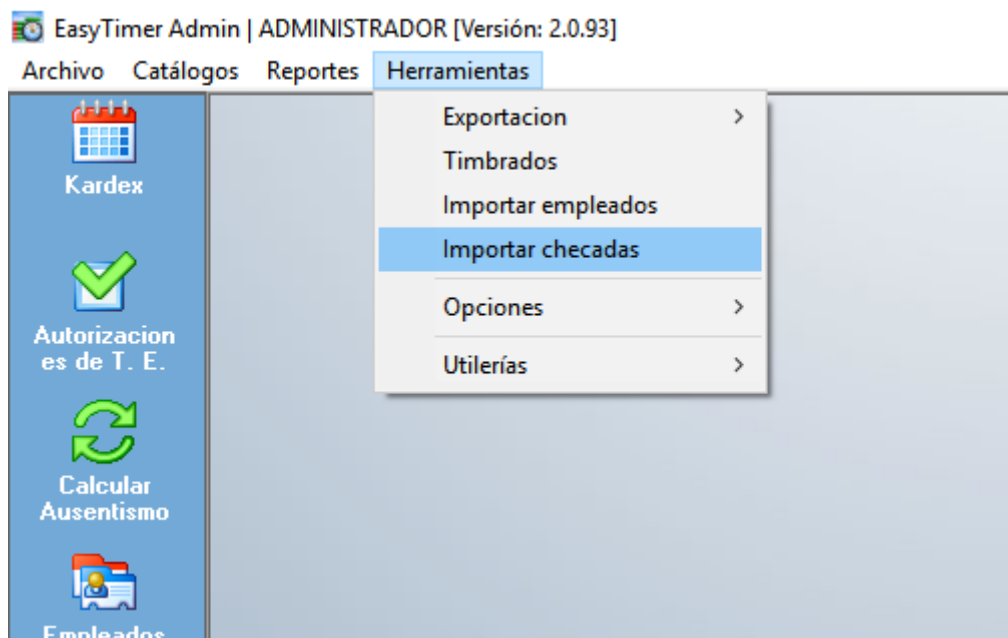 EasyTimer Admin | ADMINISTRADOR [Versión: 2.0.93]
Archivo Catálogos Reportes Herramientas
Kardex
Autorizacion
es de T. E.
Calcular
Ausentismo
Empleados
Exportacion
Timbrados
Importar empleados
Importar checadas
Opciones
Utilerías